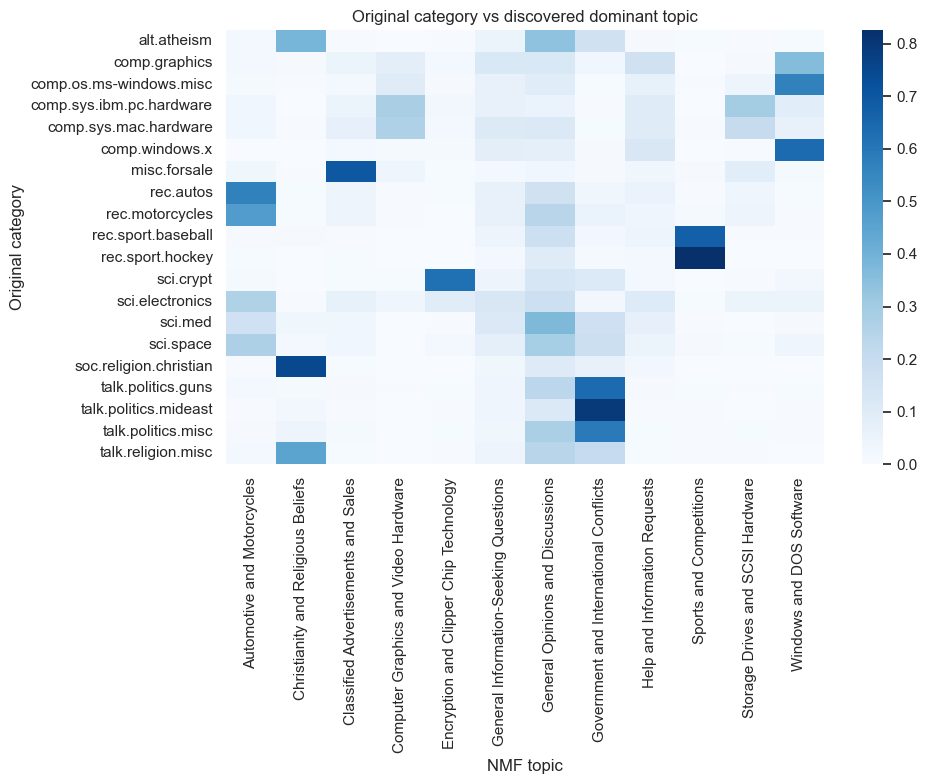 Original category vs discovered dominant topic
Original category
alt.atheism
comp.graphics
comp.os.ms-windows.misc
comp.sys.ibm.pc.hardware
comp.sys.mac.hardware
comp.windows.x
misc.forsale
rec.autos
rec.motorcycles
rec.sport.baseball
rec.sport.hockey
sci.crypt
sci.electronics
sci.med
sci.space
soc.religion.christian
talk.politics.guns
talk.politics.mideast
talk.politics.misc
talk.religion.misc
Automotive and Motorcycles
Christianity and Religious Beliefs
Classified Advertisements and Sales
Computer Graphics and Video Hardware
Encryption and Clipper Chip Technology
General Information-Seeking Questions
General Opinions and Discussions
Government and International Conflicts
Help and Information Requests
Sports and Competitions
Storage Drives and SCSI Hardware
Windows and DOS Software
NMF topic
0.8
0.7
0.6
0.5
0.4
0.3
0.2
0.1
0.0